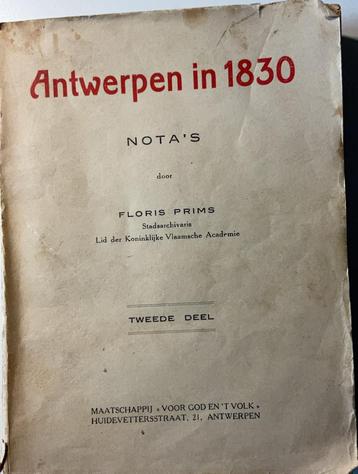 Antwerpen in 1830
NOTA'S
door
FLORIS PRIMS
Stadsarchivaris
Lid der Koninklijke Vlaamsche Academie
TWEEDE DEEL
MAATSCHAPPIJ « VOOR GOD EN 'T VOLK »
HUIDEVETTERSSTRAAT, 21, ANTWERPEN